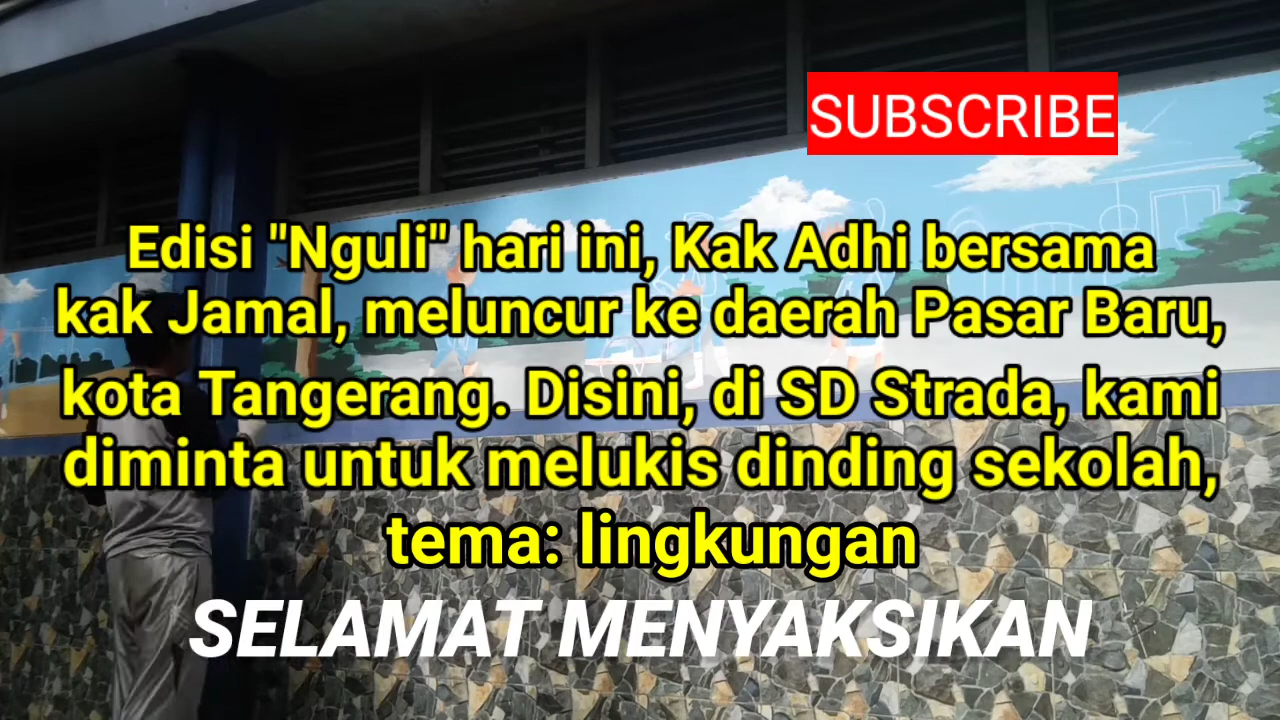 SUBSCRIBE
Edisi "Nguli" hari ini, Kak Adhi bersama
kak Jamal, meluncur ke daerah Pasar Baru,
kota Tangerang. Disini, di SD Strada, kami
diminta untuk melukis dinding sekolah,
tema: lingkungan
SELAMAT MENYAKSIKAN